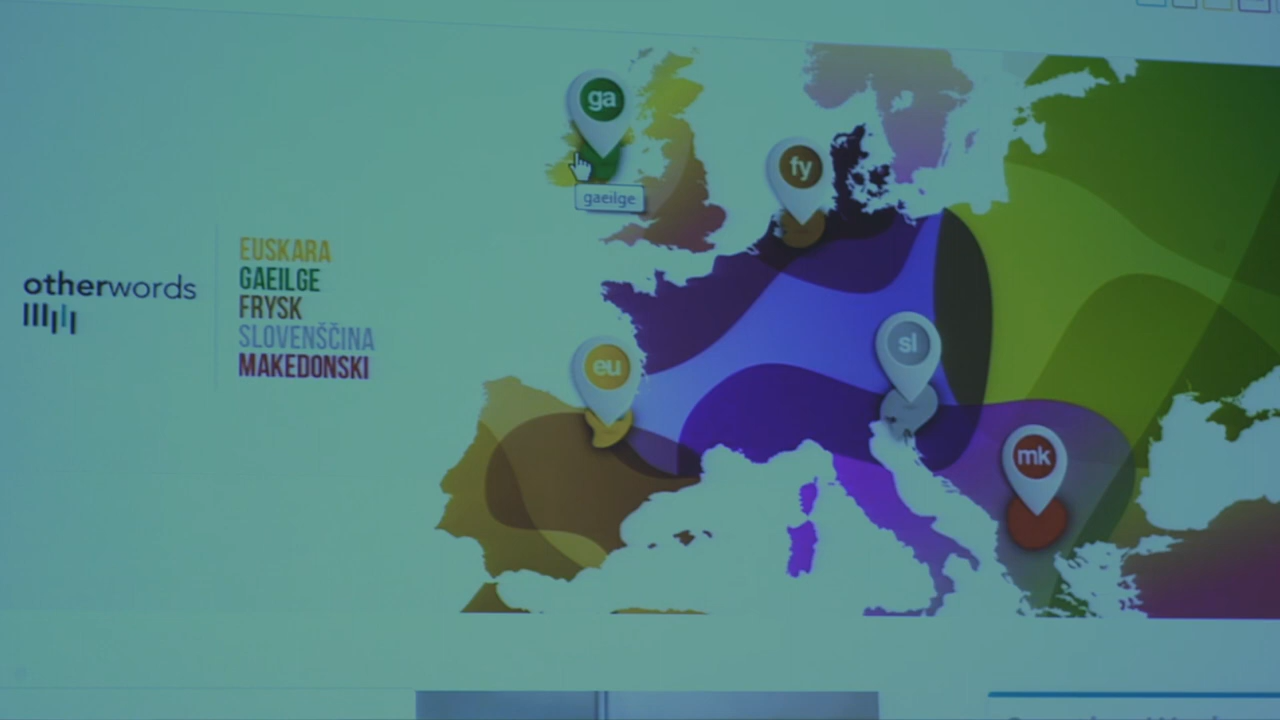 otherwords
EUSKARA
GAEILGE
FRYSK
SLOVENŠČINA
MAKEDONSKI
ga
gaeilge
fy
sl
eu
mk